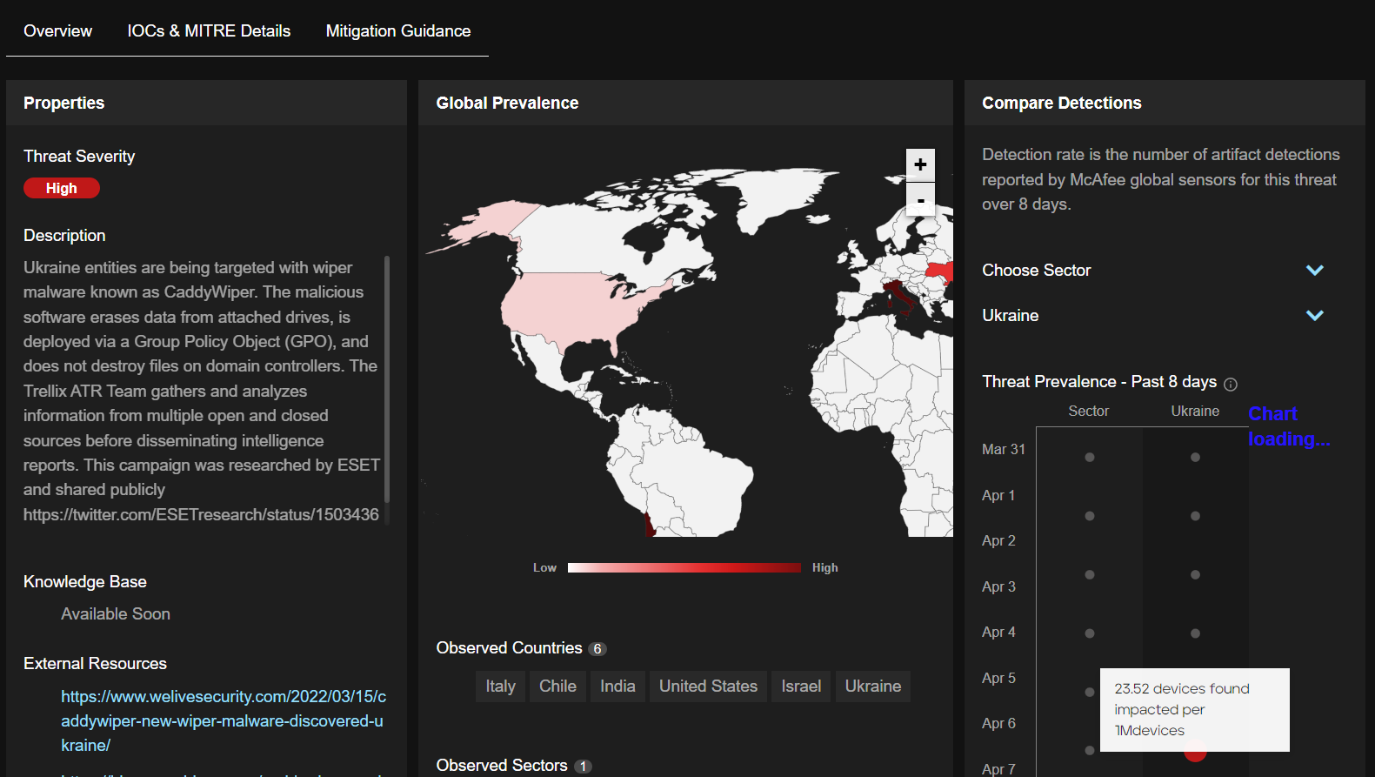 Overview IOCs & MITRE Details Mitigation Guidance
Properties
Threat Severity
High
Description
Ukraine entities are being targeted with wiper
malware known as CaddyWiper. The malicious
software erases data from attached drives, is
deployed via a Group Policy Object (GPO), and
does not destroy files on domain controllers. The
Trellix ATR Team gathers and analyzes
information from multiple open and closed
sources before disseminating intelligence
reports. This campaign was researched by ESET
and shared publicly
https://twitter.com/ESETresearch/status/1503436
Knowledge Base
Available Soon
External Resources
https://www.welivesecurity.com/2022/03/15/c
addywiper-new-wiper-malware-discovered-u
kraine/
Global Prevalence
+
-
Low High
Observed Countries 6
Italy Chile India United States Israel Ukraine
Observed Sectors 1
Compare Detections
Detection rate is the number of artifact detections
reported by McAfee global sensors for this threat
over 8 days.
Choose Sector
Ukraine
Threat Prevalence - Past 8 days
Sector Ukraine
Chart
loading...
Mar 31
Apr 1
Apr 2
Apr 3
Apr 4
Apr 5
Apr 6
Apr 7
23.52 devices found
impacted per
1Mdevices